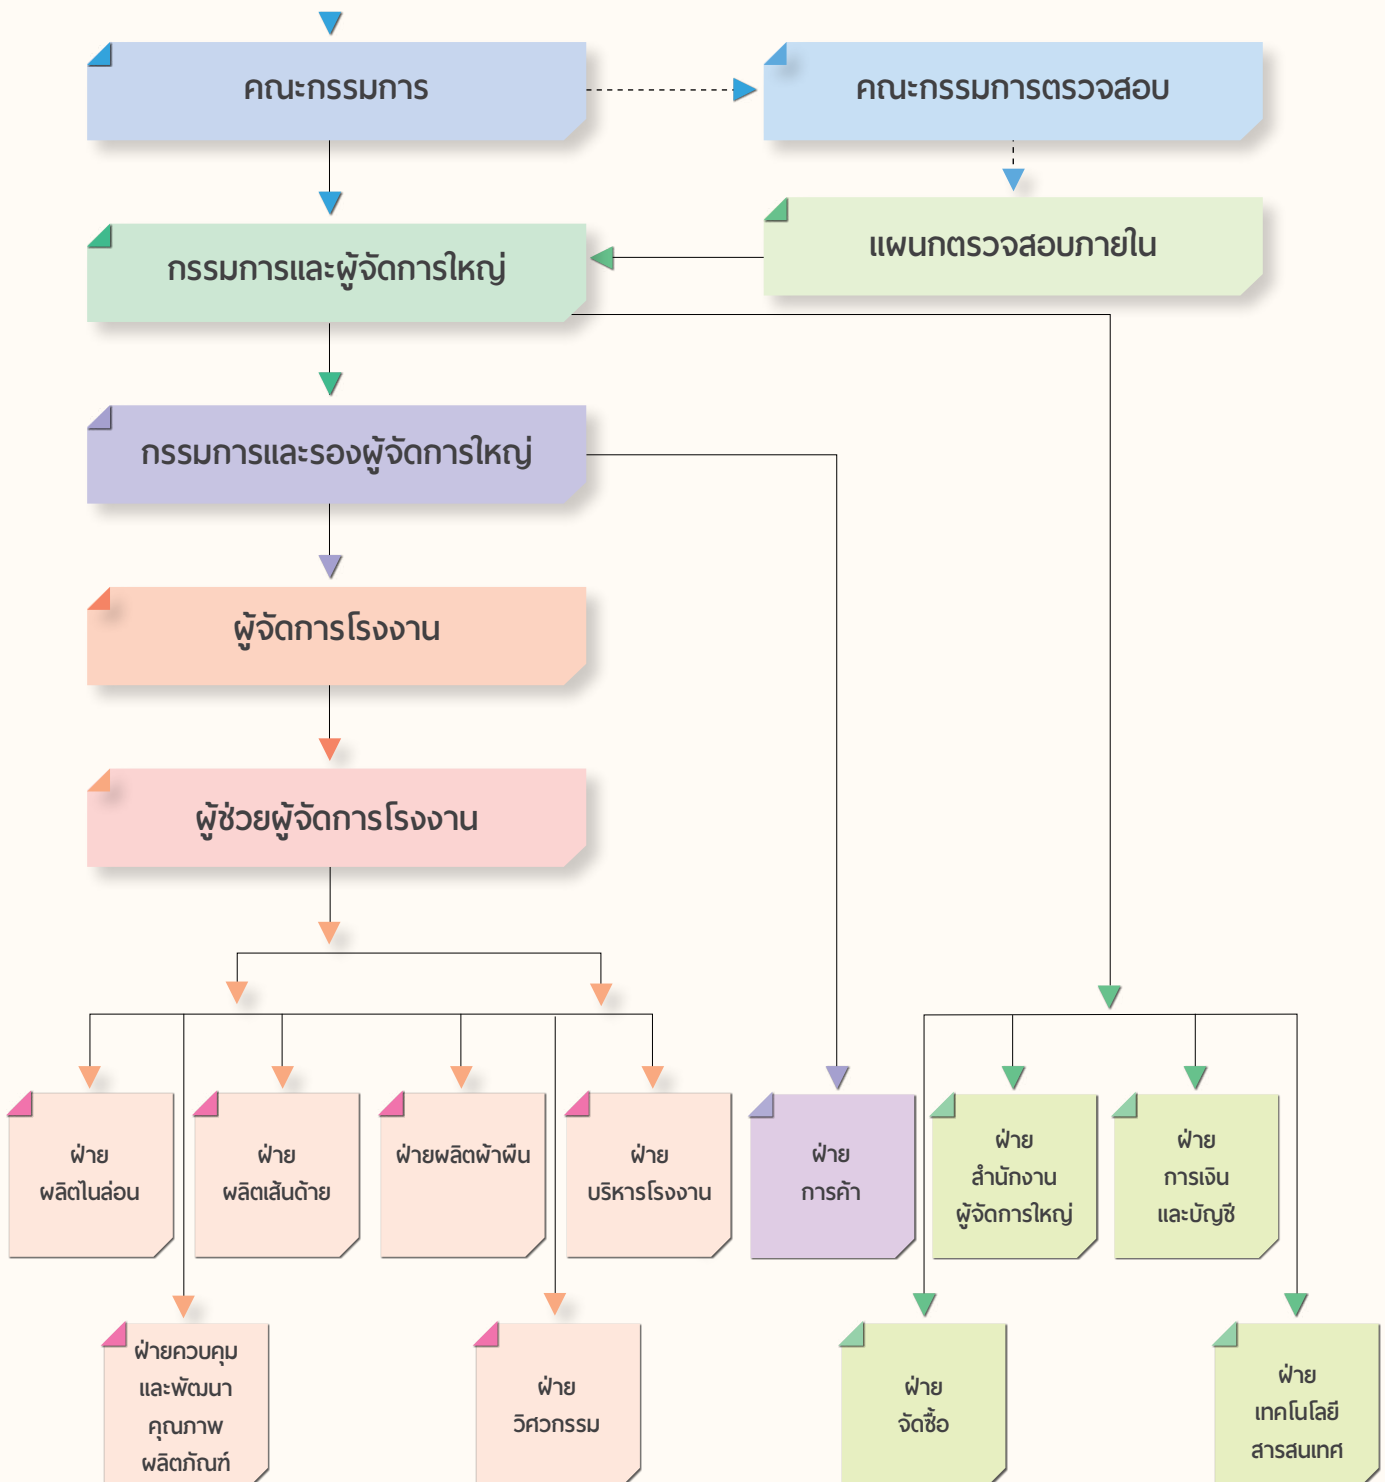 คณะกรรมการ
คณะกรรมการตรวจสอบ
แผนกตรวจสอบภายใน
กรรมการและผู้จัดการใหญ่
กรรมการและรองผู้จัดการใหญ่
ผู้จัดการโรงงาน
ผู้ช่วยผู้จัดการโรงงาน
ฝ่าย
ผลิตไนล่อน
ฝ่าย
ผลิตเส้นด้าย
ฝ่ายผลิตผ้าผืน
ฝ่าย
บริหารโรงงาน
ฝ่าย
การค้า
ฝ่าย
สำนักงาน
ผู้จัดการใหญ่
ฝ่าย
การเงิน
และบัญชี
ฝ่ายควบคุม
และพัฒนา
คุณภาพ
ผลิตภัณฑ์
ฝ่าย
วิศวกรรม
ฝ่าย
จัดซื้อ
ฝ่าย
เทคโนโลยี
สารสนเทศ